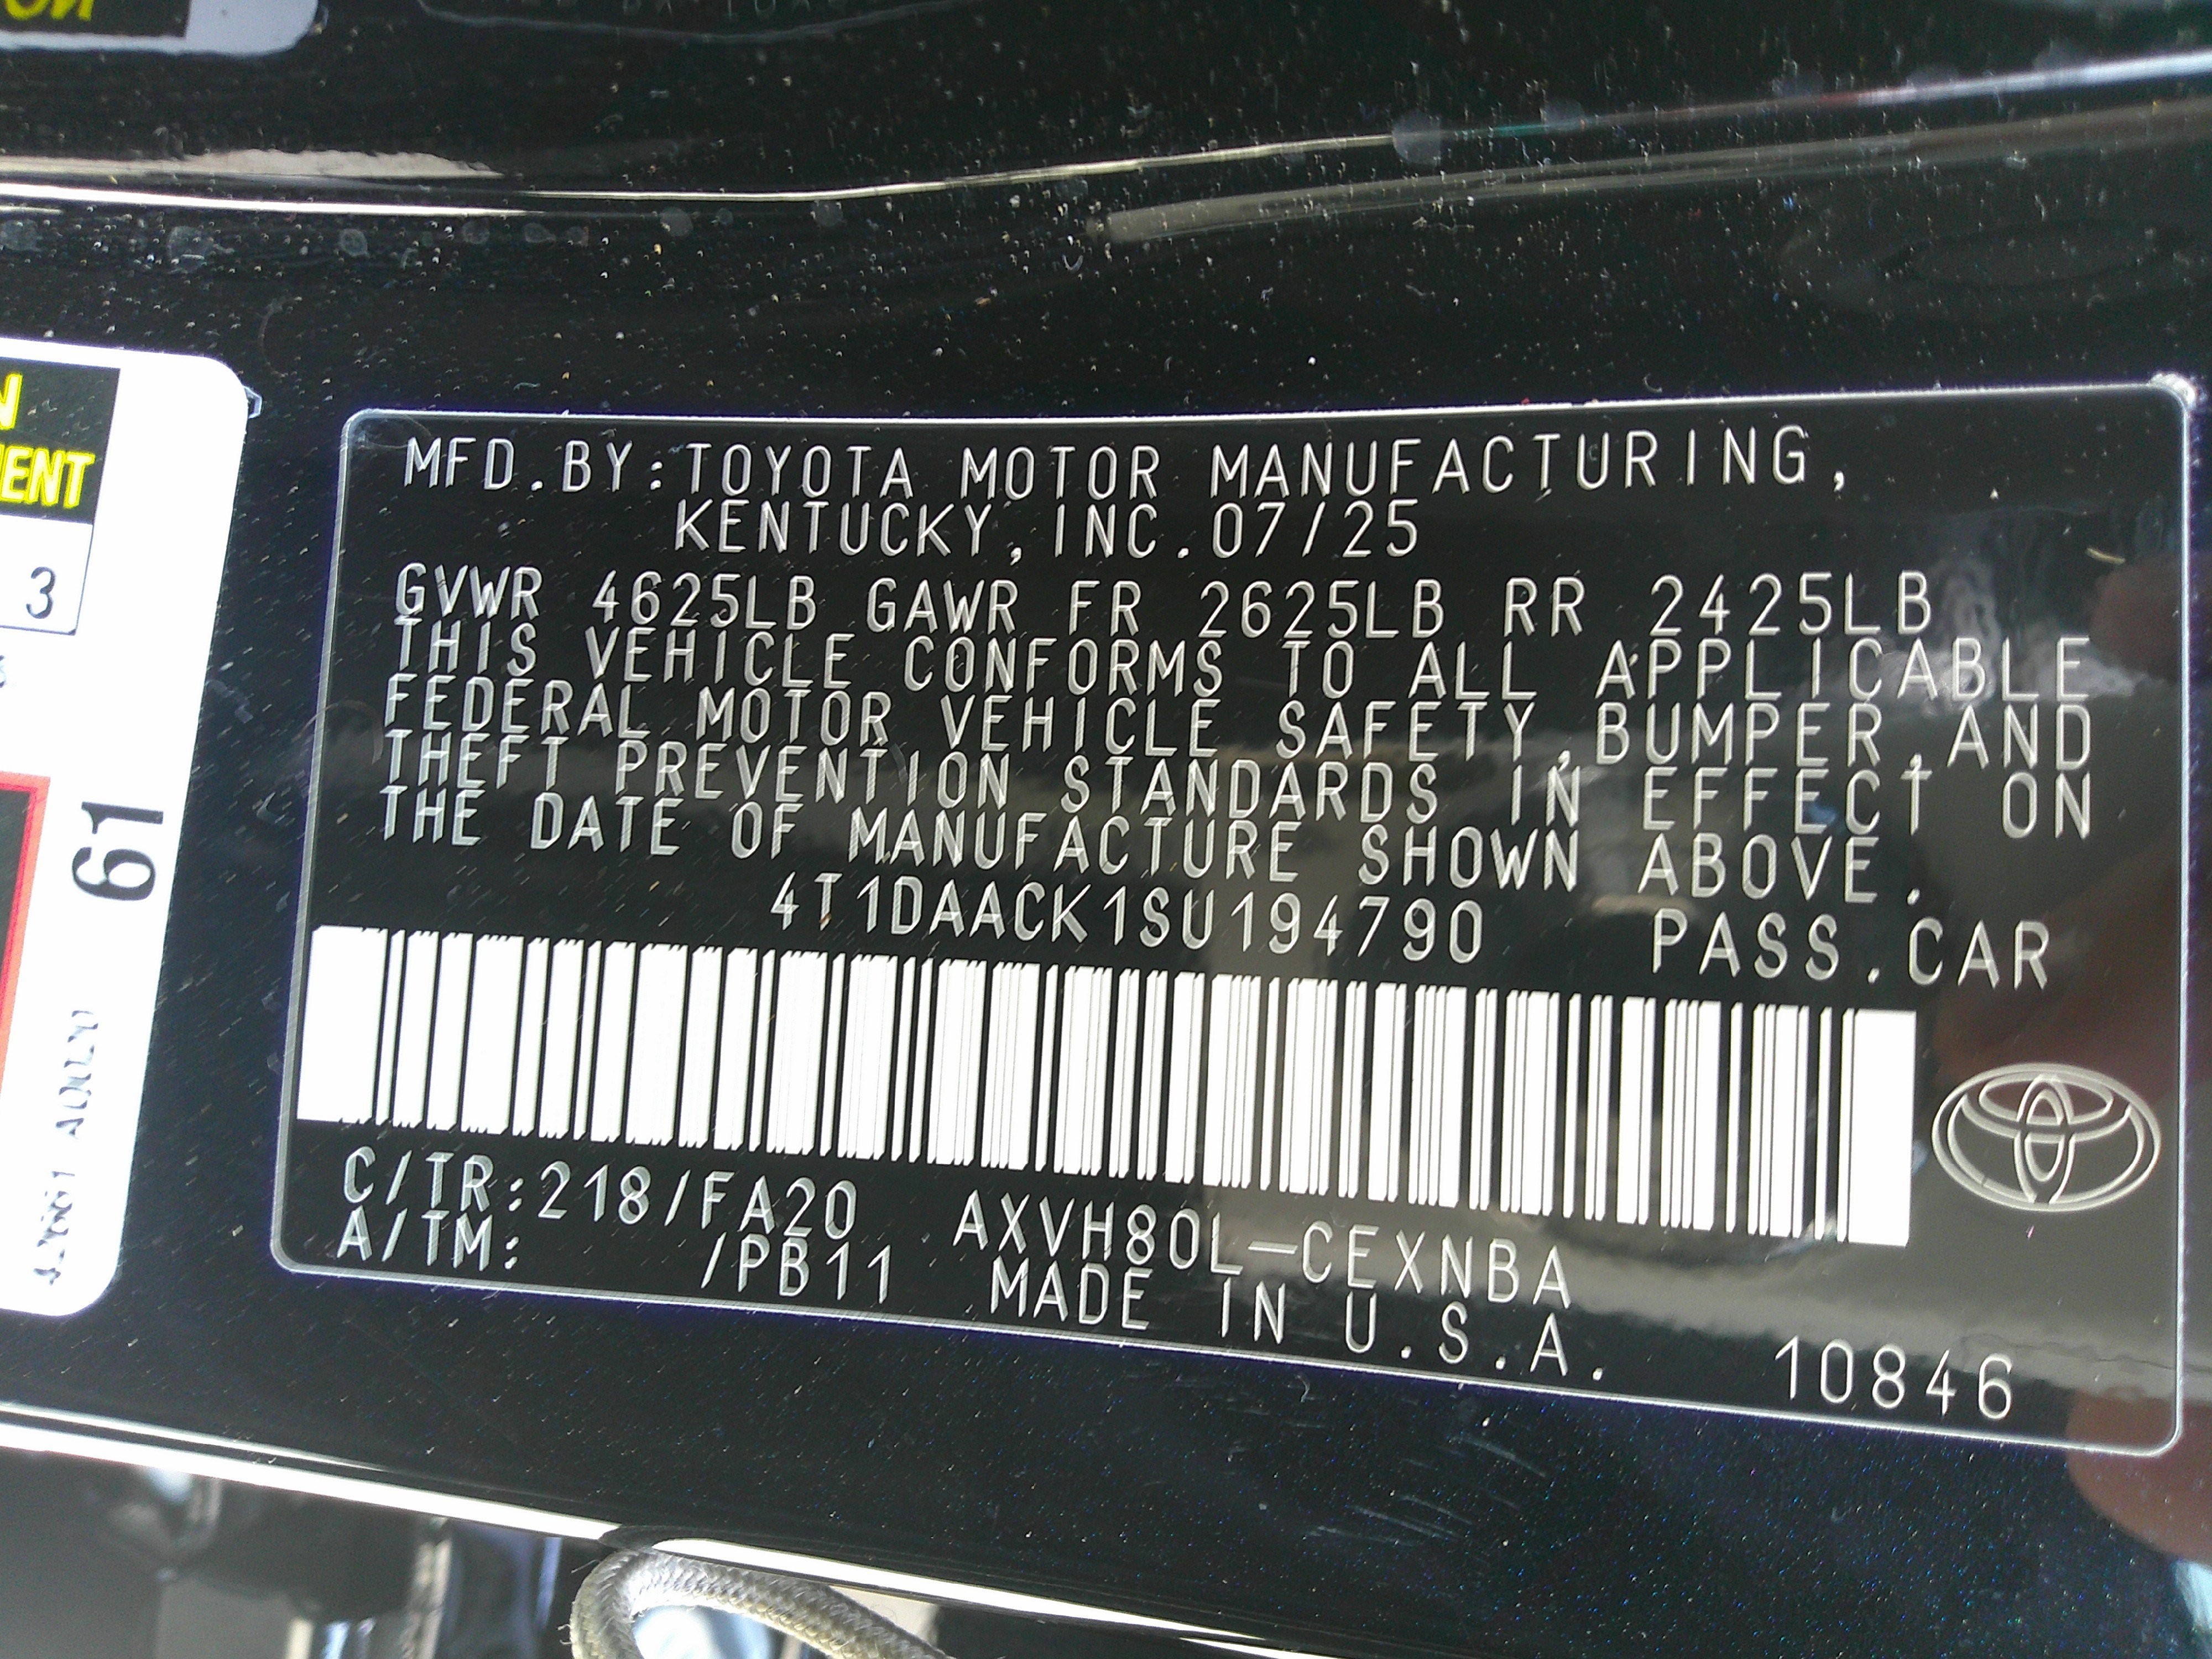 N
MENT
3
61
MFD.BY:TOYOTA MOTOR MANUFACTURING,
KENTUCKY,INC.07/25
GVWR 4625LB GAWR FR 2625LB RR 2425LB
THIS VEHICLE CONFORMS TO ALL APPLICABLE
FEDERAL MOTOR VEHICLE SAFETY,BUMPER,AND
THEFT PREVENTION STANDARDS IN EFFECT ON
THE DATE OF MANUFACTURE SHOWN ABOVE.
4T1DAACK1SU194790 PASS.CAR
C/TR:218/FA20 AXVH80L-CEXNBA
A/TM: /PB11 MADE IN U.S.A.
10846